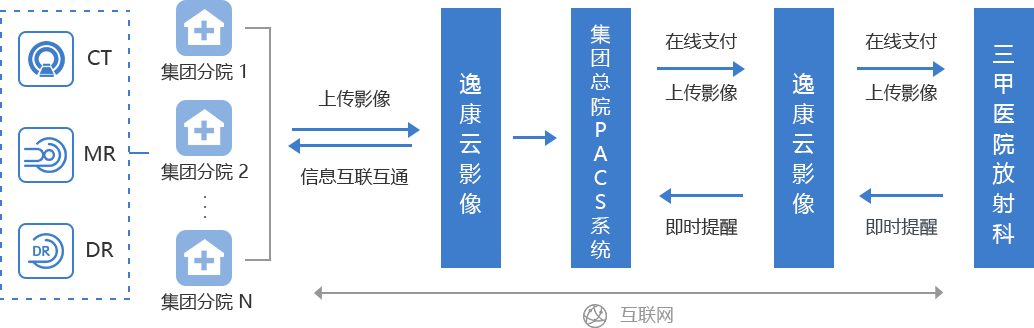 CT
MR
DR
DR
集团分院 1
集团分院 2
集团分院 N
上传影像
信息互联互通
逸康云影像
集团总院PACS系统
在线支付
上传影像
即时提醒
逸康云影像
在线支付
上传影像
即时提醒
三甲医院放射科
互联网